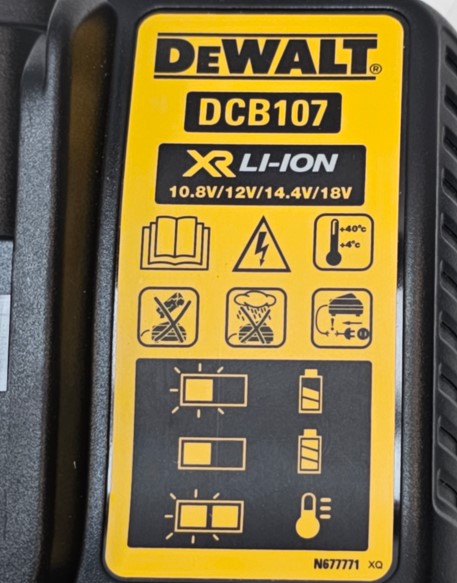 DEWALT®
DCB107
XR LI-ION
10.8V/12V/14.4V/18V
+40°c
+4°c
N677771 XQ